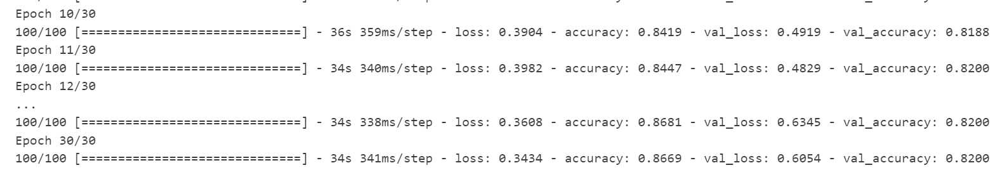 Epoch 10/30
100/100 [==============================] - 36s 359ms/step - loss: 0.3904 - accuracy: 0.8419 - val_loss: 0.4919 - val_accuracy: 0.8188
Epoch 11/30
100/100 [==============================] - 34s 340ms/step - loss: 0.3982 - accuracy: 0.8447 - val_loss: 0.4829 - val_accuracy: 0.8200
Epoch 12/30
...
100/100 [==============================] - 34s 338ms/step - loss: 0.3608 - accuracy: 0.8681 - val_loss: 0.6345 - val_accuracy: 0.8200
Epoch 30/30
100/100 [==============================] - 34s 341ms/step - loss: 0.3434 - accuracy: 0.8669 - val_loss: 0.6054 - val_accuracy: 0.8200